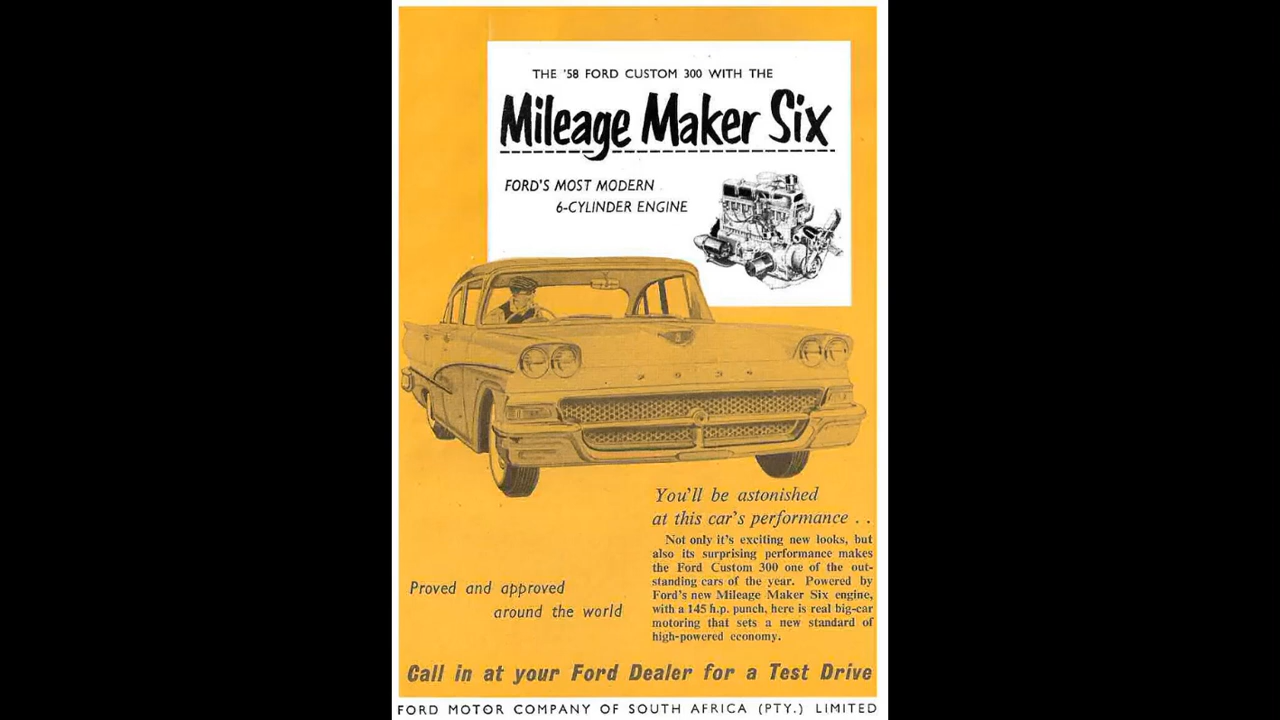 THE '58 FORD CUSTOM 300 WITH THE
Mileage Maker Six
FORD'S MOST MODERN
6-CYLINDER ENGINE
FORD
You'll be astonished
at this car's performance . .
Not only it's exciting new looks, but
also its surprising performance makes
the Ford Custom 300 one of the out-
standing cars of the year. Powered by
Ford's new Mileage Maker Six engine,
with a 145 h.p. punch, here is real big-car
motoring that sets a new standard of
high-powered economy.
Proved and approved
around the world
Call in at your Ford Dealer for a Test Drive
FORD MOTOR COMPANY OF SOUTH AFRICA (PTY.) LIMITED